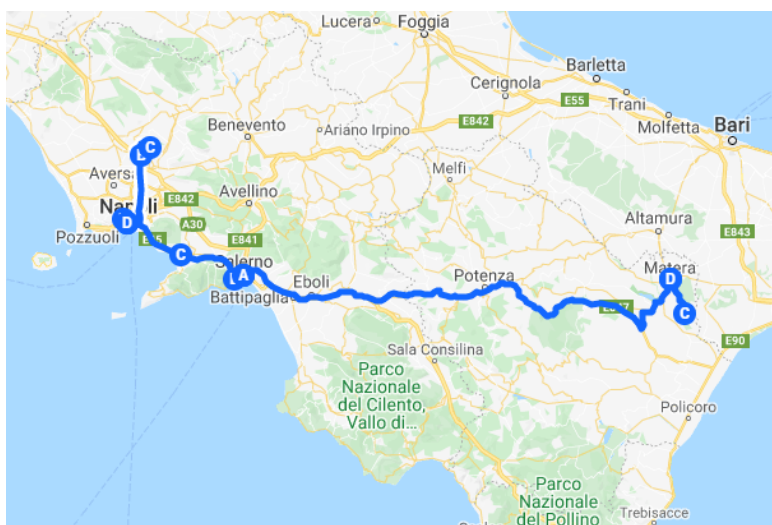 Lucera
Foggia
Barletta
Cerignola
E55
Trani
Molfetta
Bari
E842
Benevento
Ariano Irpino
Melfi
C
Aversa
E842
Avellino
Altamura
E843
D
Pozzuoli
A30
E841
C
Salerno
A
Eboli
Battipaglia
Potenza
Matera
D
C
E90
Sala Consilina
Parco
Nazionale
del Cilento,
Vallo di...
Policoro
Parco
Nazionale
del Pollino
Trebisacce